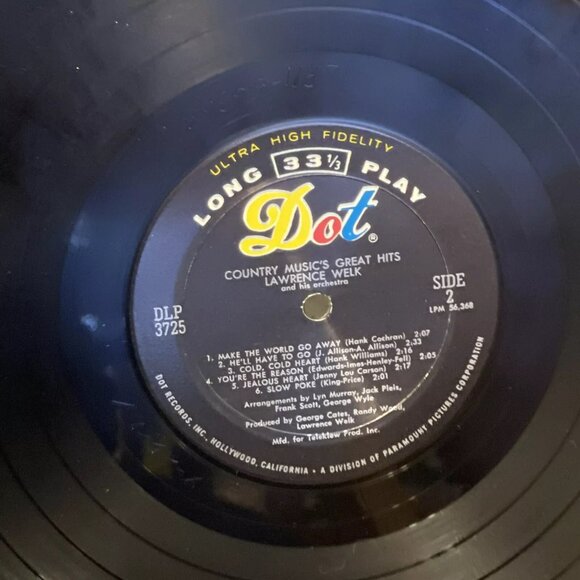 ULTRA HIGH FIDELITY
LONG 33 1/3 PLAY
Dot®
COUNTRY MUSIC'S GREAT HITS
LAWRENCE WELK
and his orchestra
DLP
3725
SIDE
2
LPM 56,368
1. MAKE THE WORLD GO AWAY (Hank Cochran) 2:07
2. HE'LL HAVE TO GO (J. Allison-A. Allison) 2:33
3. COLD, COLD HEART (Hank Williams) 2:16
4. YOU'RE THE REASON (Edwards-Imes-Henley-Fell) 2:05
5. JEALOUS HEART (Jenny Lou Carson) 2:17
6. SLOW POKE (King-Price) 2:01
Arrangements by Lyn Murray, Jack Pleis,
Frank Scott, George Wyle
Produced by George Cates, Randy Wood,
Lawrence Welk
Mfd. for Teleklew Prod. Inc.
DOT RECORDS, INC., HOLLYWOOD, CALIFORNIA • A DIVISION OF PARAMOUNT PICTURES CORPORATION